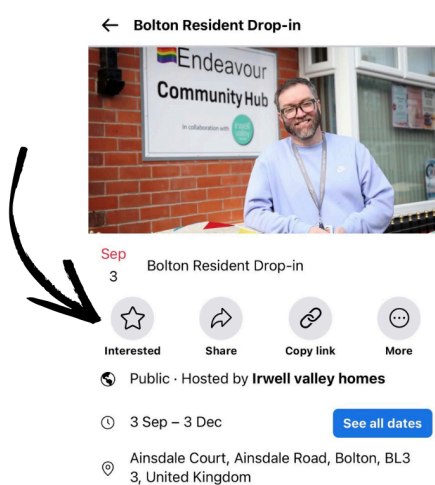 Bolton Resident Drop-in
Endeavour
Community Hub
In collaboration with
irwell
valley
Sep
3
Bolton Resident Drop-in
Interested
Share
Copy link
More
Public · Hosted by Irwell valley homes
3 Sep – 3 Dec
See all dates
Ainsdale Court, Ainsdale Road, Bolton, BL3
3, United Kingdom